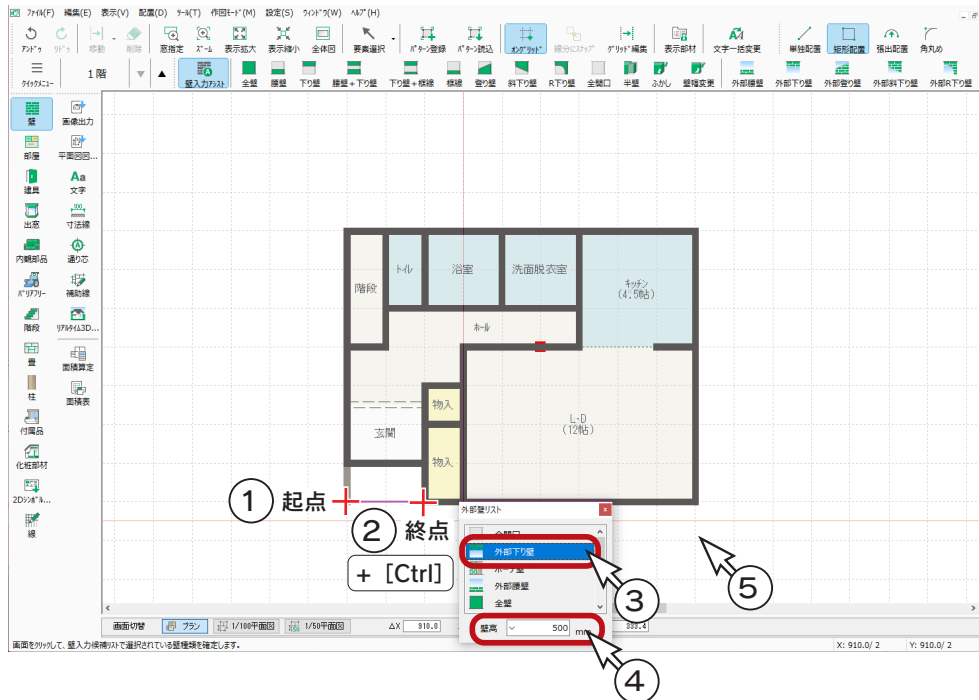 ファイル(F) 編集(E) 表示(V) 配置(D) ツール(T) 作図モード(M) 設定(S) ウィンドウ(W) ヘルプ(H)
アンドゥ リドゥ 移動 削除 窓指定 ズーム 表示拡大 表示縮小 全体図 要素選択 パターン登録 パターン読込 オングリッド 線分にスナップ グリッド編集 表示部材 文字一括変更 単独配置 矩形配置 張出配置 角丸め
クイックメニュー 1階 壁入力アシスト 全壁 腰壁 下り壁 腰壁+下り壁 下り壁+框線 框線 登り壁 斜下り壁 R下り壁 全開口 半壁 ふかし 壁種変更 外部腰壁 外部下り壁 外部登り壁 外部斜下り壁 外部R下り壁
壁 画像出力
部屋 平面図図...
建具 文字
Aa
出窓 寸法線
100
内観部品 通り芯
バリアフリー 補助線
階段 リアルタイム3D...
畳 面積算定
柱 面積表
付属品
化粧部材
2Dシンボル...
線
階段
トイレ
浴室
洗面脱衣室
キッチン
(4.5帖)
ホール
物入
玄関
L・D
(12帖)
物入
① 起点
② 終点
+ [Ctrl]
外部壁リスト
全開口
外部下り壁
ポーチ壁
外部腰壁
全壁
壁高 500 mm
③
④
⑤
画面切替 プラン 1/100平面図 1/50平面図 ΔX 910.0 333.4
画面をクリックして、壁入力候補リストで選択されている壁種類を確定します。 X: 910.0/ 2 Y: 910.0/ 2